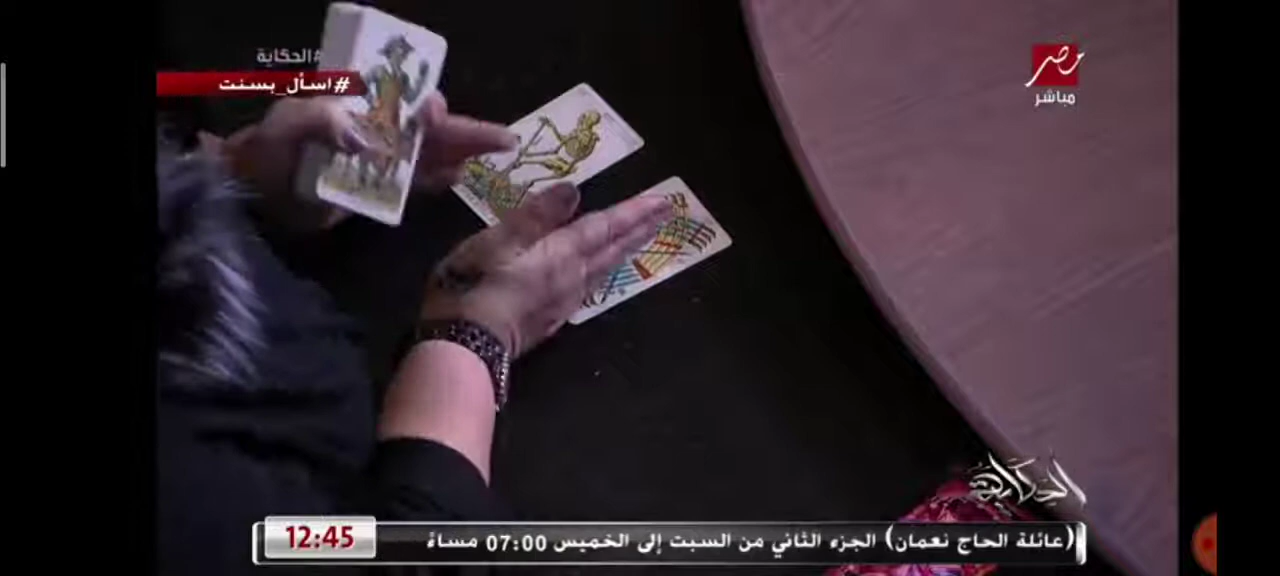 #الحكاية
#اسأل_بسنت
مصر
مباشر
الحكاية
12:45
(عائلة الحاج نعمان) الجزء الثاني من السبت إلى الخميس 07:00 مساءً